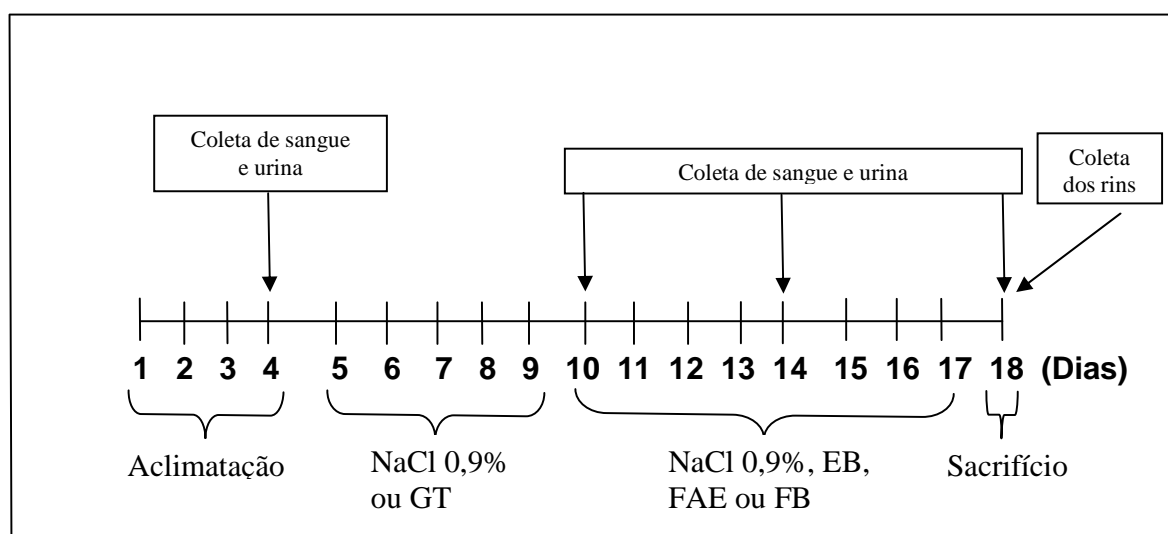 Coleta de sangue
e urina
Coleta de sangue e urina
Coleta
dos rins
1 2 3 4 5 6 7 8 9 10 11 12 13 14 15 16 17 18 (Dias)
Aclimatação
NaCl 0,9%
ou GT
NaCl 0,9%, EB,
FAE ou FB
Sacrifício